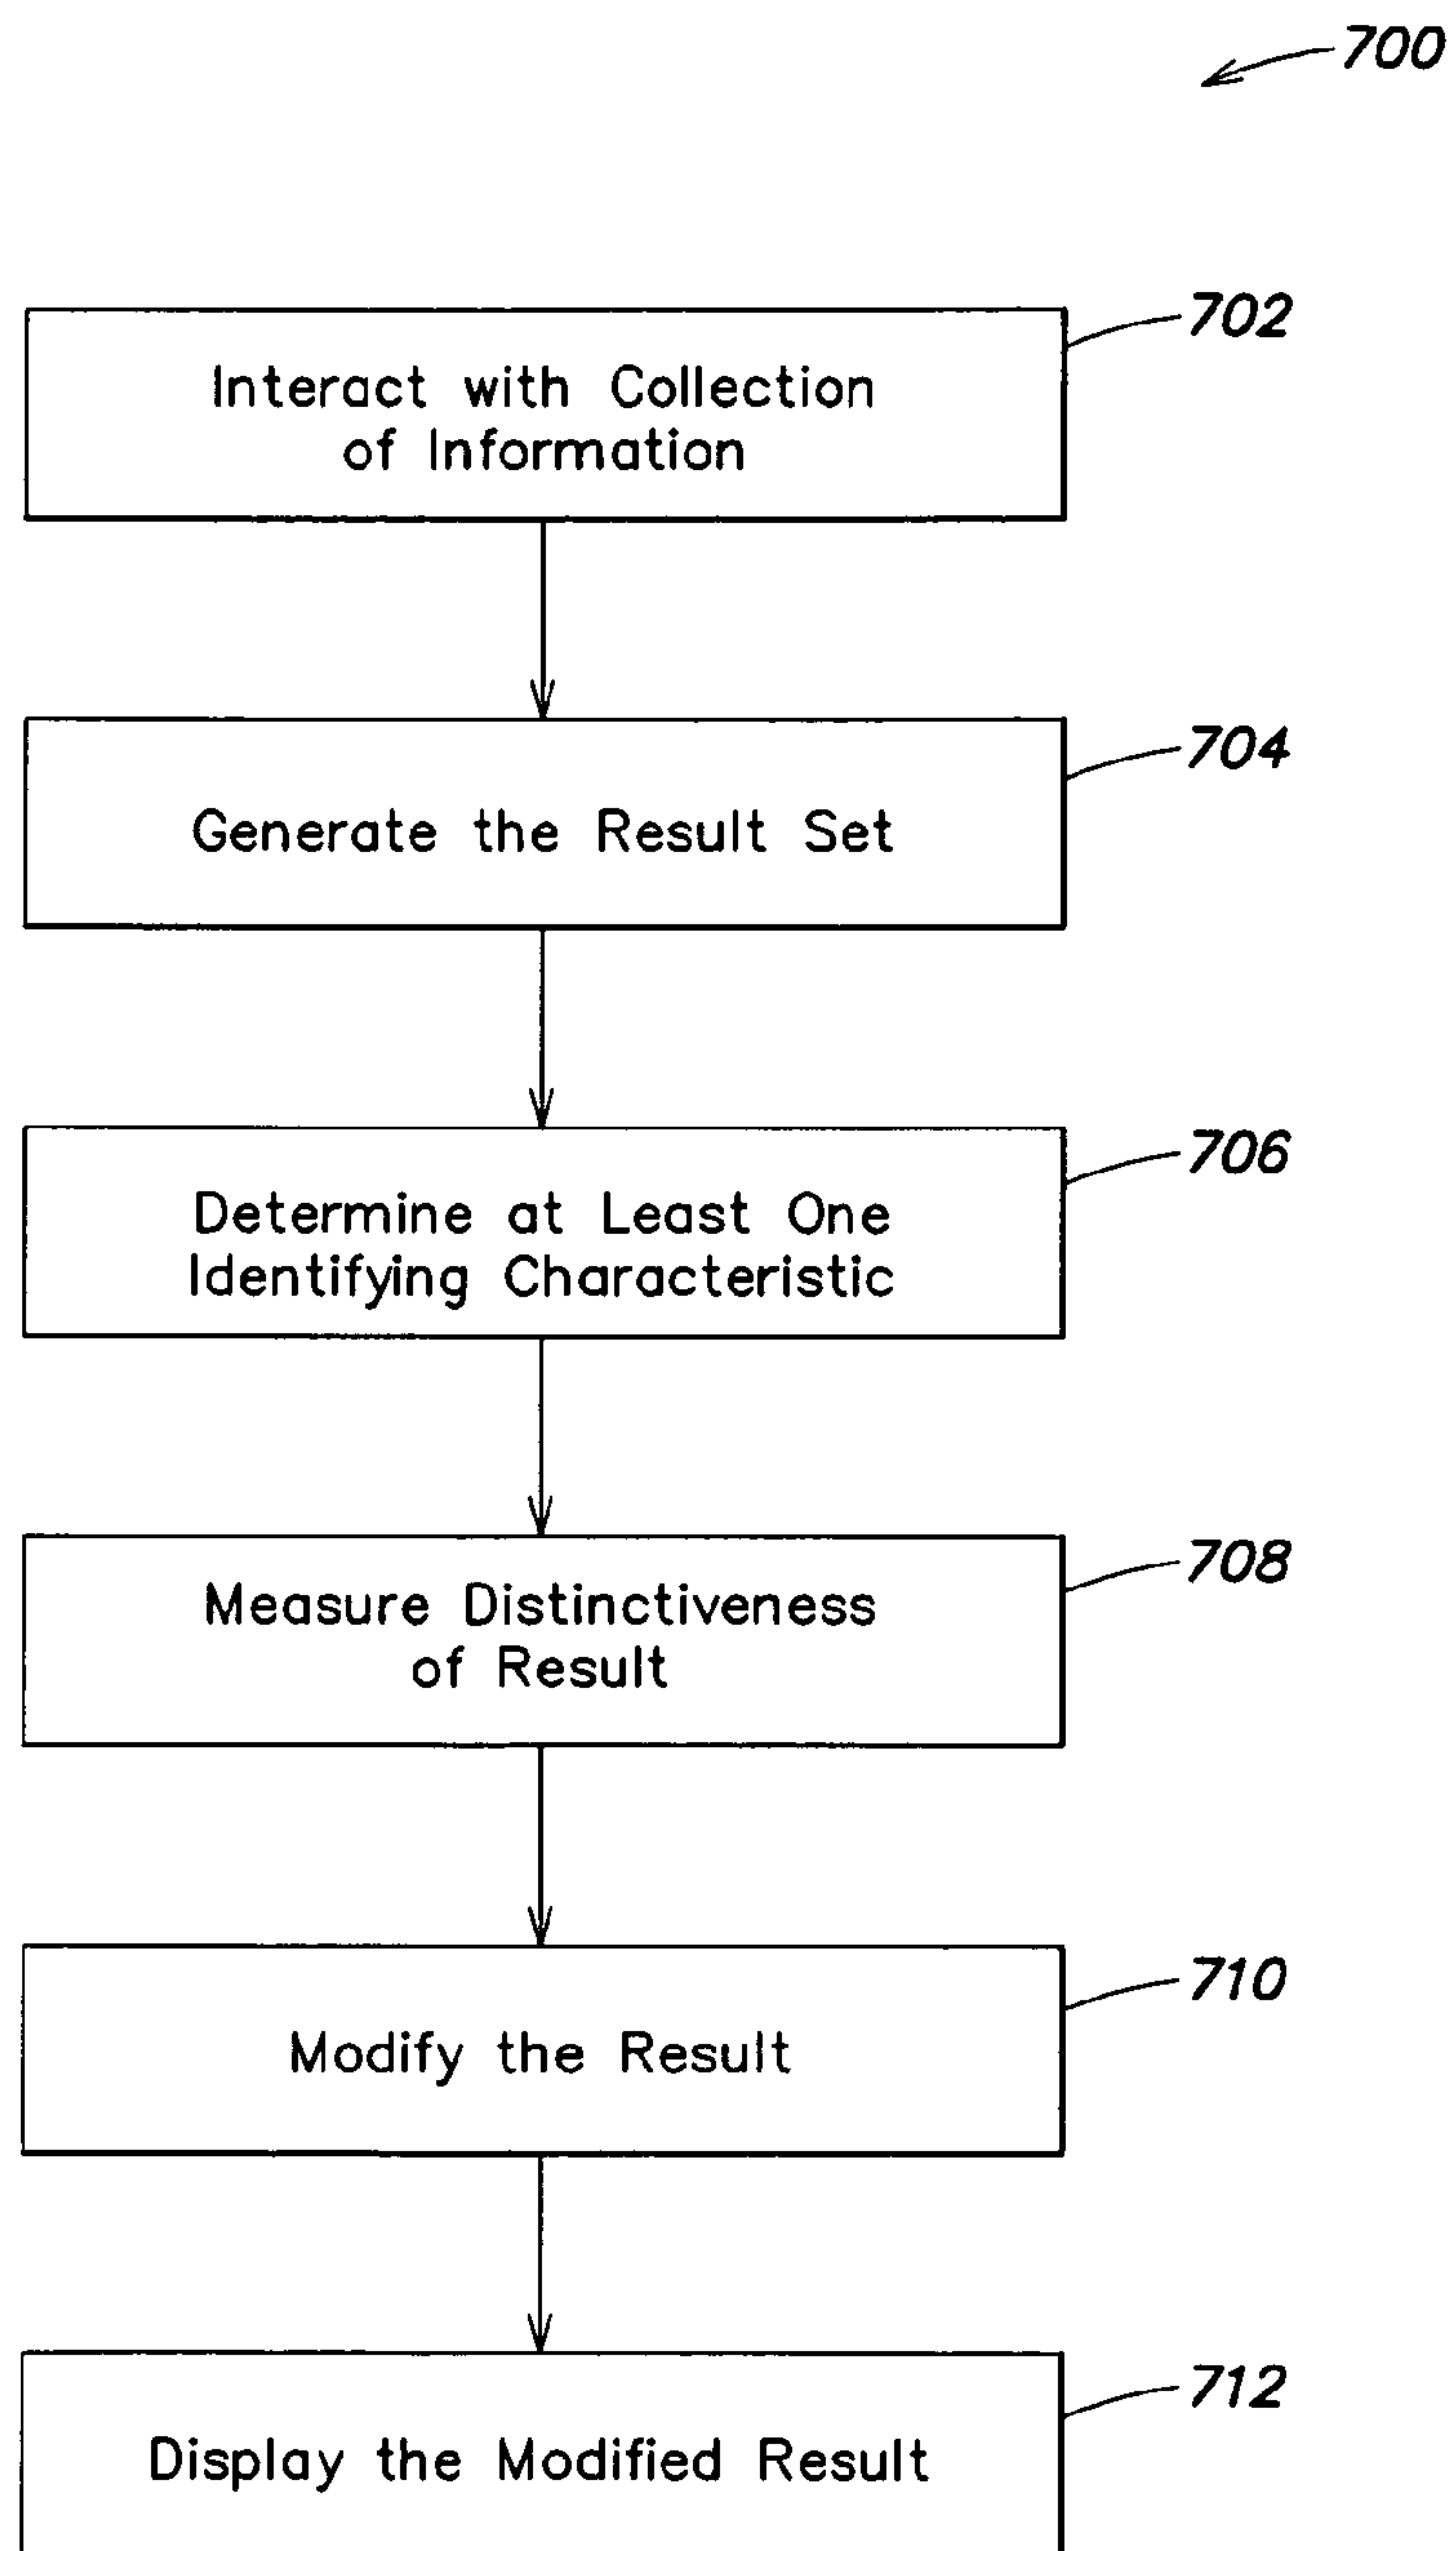 700
702
Interact with Collection
of Information
704
Generate the Result Set
706
Determine at Least One
Identifying Characteristic
708
Measure Distinctiveness
of Result
710
Modify the Result
712
Display the Modified Result